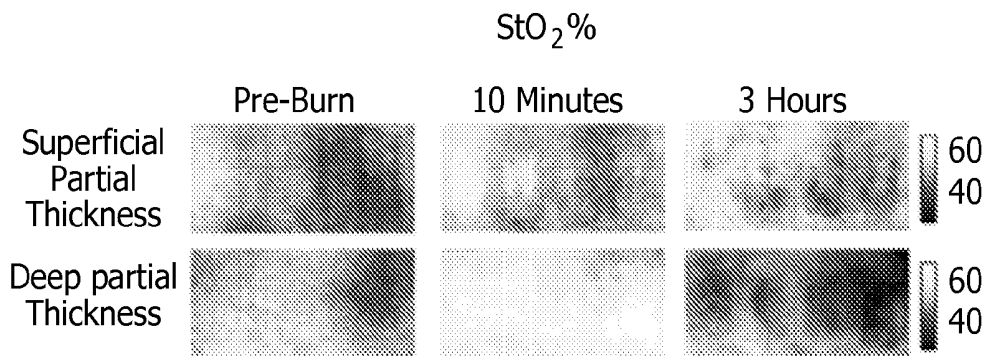 StO2%
Pre-Burn
10 Minutes
3 Hours
Superficial
Partial
Thickness
60
40
Deep partial
Thickness
60
40